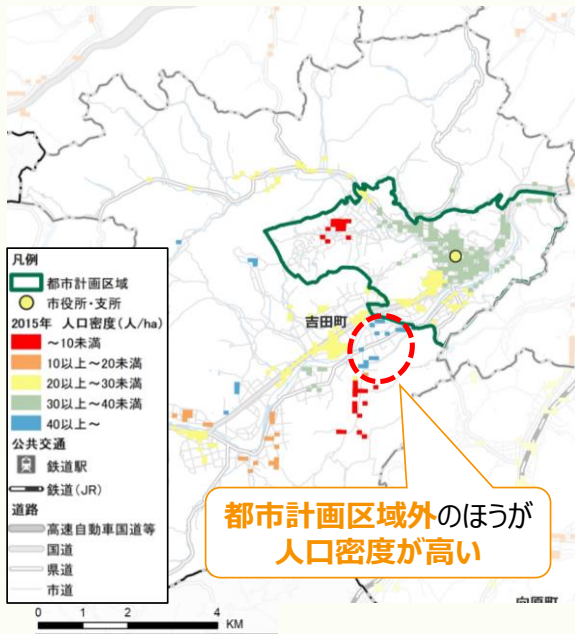 吉田町
凡例
都市計画区域
市役所・支所
2015年 人口密度(人/ha)
～10未満
10以上～20未満
20以上～30未満
30以上～40未満
40以上～
公共交通
鉄道駅
鉄道(JR)
道路
高速自動車国道等
国道
県道
市道
都市計画区域外のほうが
人口密度が高い
向原町
0 1 2 4
KM